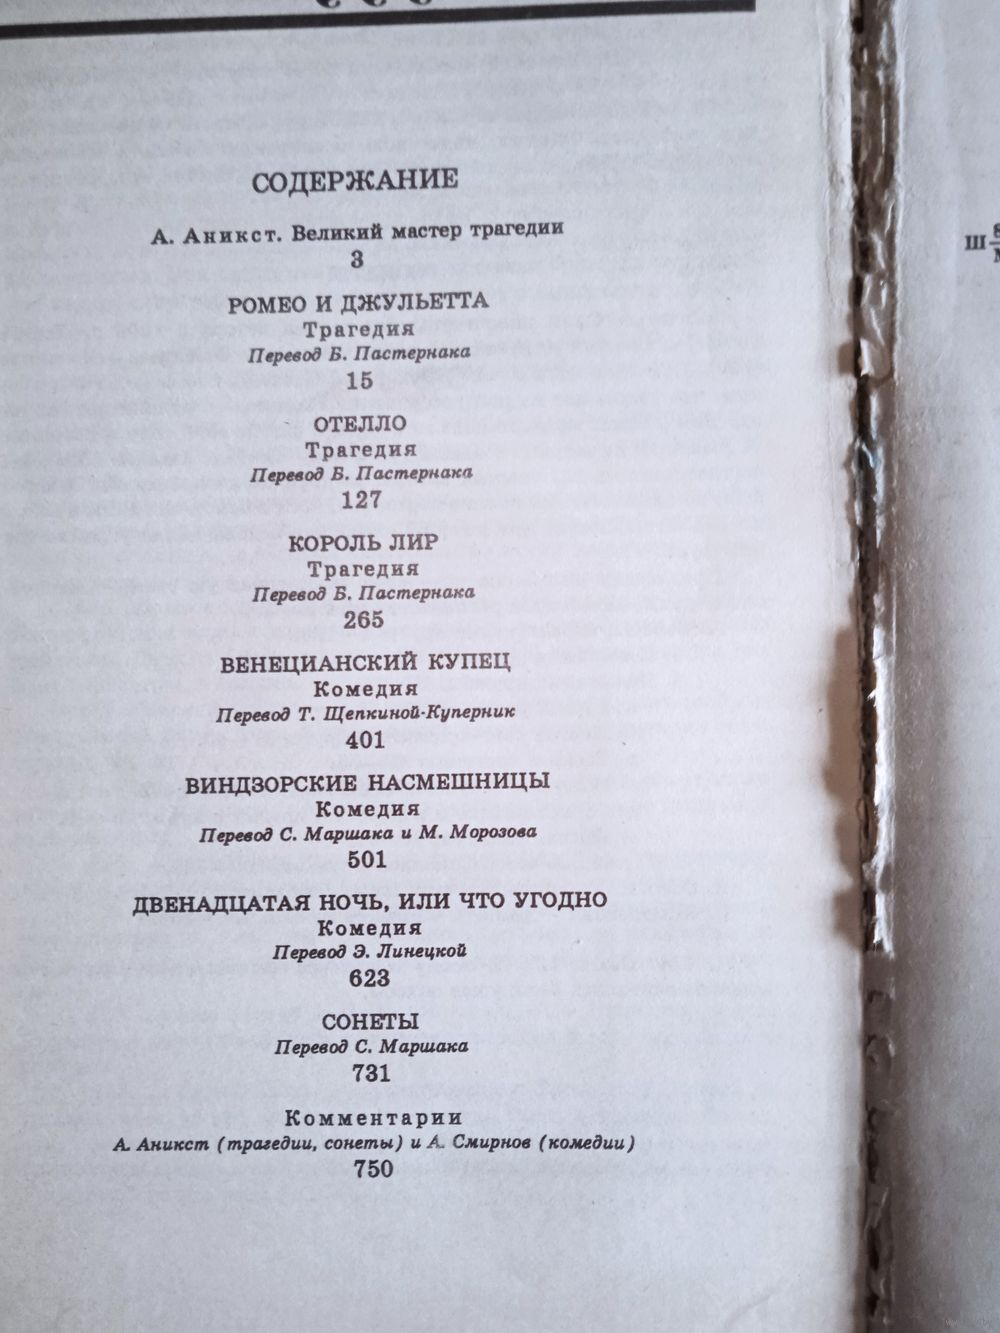 СОДЕРЖАНИЕ
А. Аникст. Великий мастер трагедии
3
РОМЕО И ДЖУЛЬЕТТА
Трагедия
Перевод Б. Пастернака
15
ОТЕЛЛО
Трагедия
Перевод Б. Пастернака
127
КОРОЛЬ ЛИР
Трагедия
Перевод Б. Пастернака
265
ВЕНЕЦИАНСКИЙ КУПЕЦ
Комедия
Перевод Т. Щепкиной-Куперник
401
ВИНДЗОРСКИЕ НАСМЕШНИЦЫ
Комедия
Перевод С. Маршака и М. Морозова
501
ДВЕНАДЦАТАЯ НОЧЬ, ИЛИ ЧТО УГОДНО
Комедия
Перевод Э. Линецкой
623
СОНЕТЫ
Перевод С. Маршака
731
Комментарии
А. Аникст (трагедии, сонеты) и А. Смирнов (комедии)
750
Ш